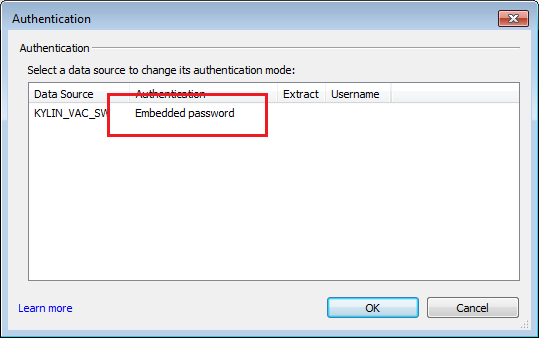 Authentication
Authentication
Select a data source to change its authentication mode:
Data Source Authentication Extract Username
KYLIN_VAC_SW Embedded password
Learn more OK Cancel